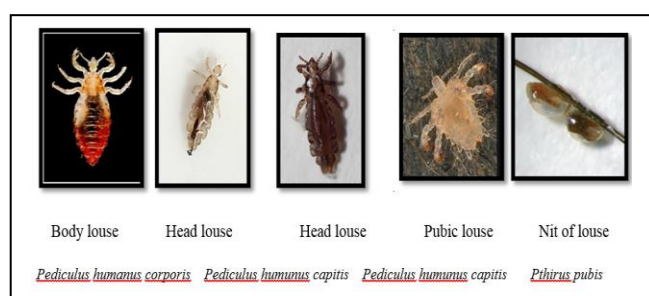 Body louse Head louse Head louse Pubic louse Nit of louse
Pediculus humanus corporis Pediculus humunus capitis Pediculus humunus capitis Pthirus pubis